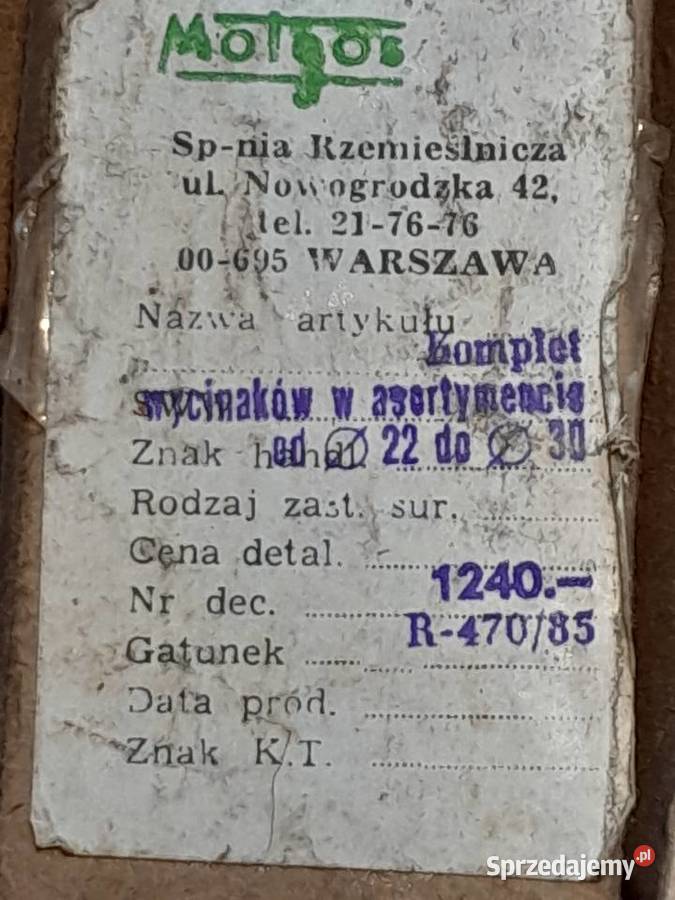 Motgos
Sp-nia Rzemieślnicza
ul. Nowogrodzka 42,
tel. 21-76-76
00-695 WARSZAWA
Nazwa artykułu
komplet
wycinaków w asortymencie
Znak handl. od Ø 22 do Ø 30
Rodzaj zast. sur.
Cena detal. 1240.—
Nr dec. R-470/85
Gatunek
Data prod.
Znak K.T.
Sprzedajemy.pl